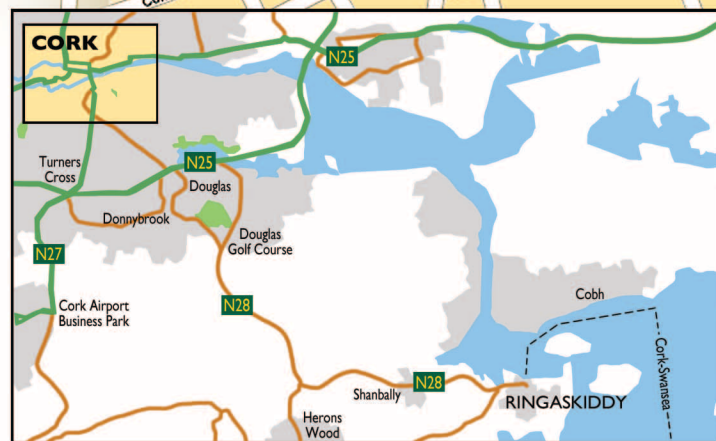 CORK
N25
Turners
Cross
N25
Douglas
Donnybrook
Douglas
Golf Course
N27
Cork Airport
Business Park
N28
Cobh
Cork-Swansea
Shanbally
N28
RINGASKIDDY
Herons
Wood